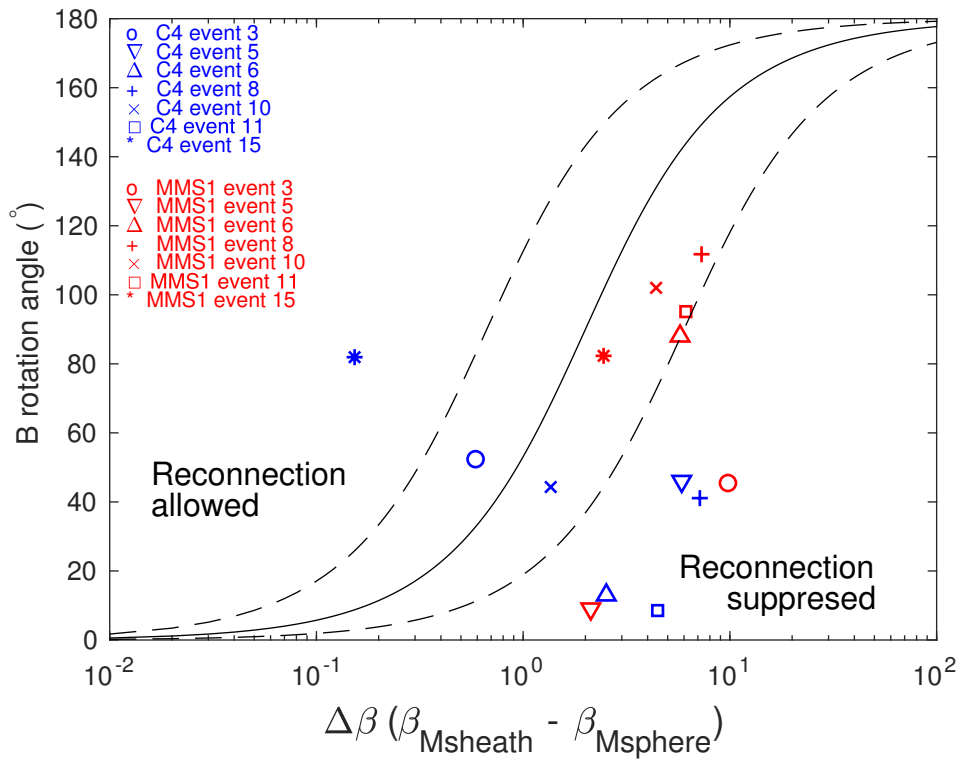 180
160
140
120
100
80
60
40
20
0
B rotation angle (°)
o C4 event 3
▽ C4 event 5
△ C4 event 6
+ C4 event 8
× C4 event 10
□ C4 event 11
* C4 event 15
o MMS1 event 3
▽ MMS1 event 5
△ MMS1 event 6
+ MMS1 event 8
× MMS1 event 10
□ MMS1 event 11
* MMS1 event 15
Reconnection
allowed
Reconnection
suppresed
10^-2
10^-1
10^0
10^1
10^2
Δβ (β_Msheath - β_Msphere)